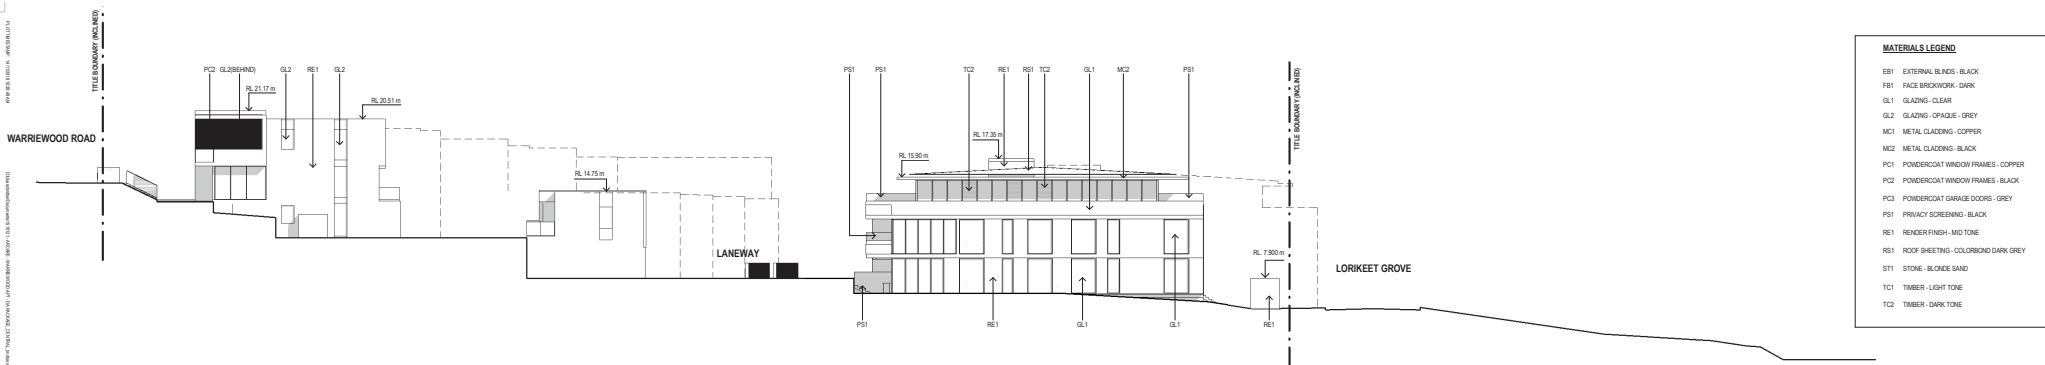 TITLE BOUNDARY (INCLINED)
WARRIEWOOD ROAD
PC2
GL2(BEHIND)
GL2
RE1
GL2
RL 21.17 m
RL 20.51 m
RL 14.75 m
LANEWAY
PS1
PS1
TC2
RE1
RS1
TC2
GL1
MC2
PS1
RL 17.35 m
RL 15.90 m
PS1
PS1
RE1
GL1
GL1
RE1
RL. 7.900 m
TITLE BOUNDARY (INCLINED)
LORIKEET GROVE
MATERIALS LEGEND
EB1 EXTERNAL BLINDS - BLACK
FB1 FACE BRICKWORK - DARK
GL1 GLAZING - CLEAR
GL2 GLAZING - OPAQUE - GREY
MC1 METAL CLADDING - COPPER
MC2 METAL CLADDING - BLACK
PC1 POWDERCOAT WINDOW FRAMES - COPPER
PC2 POWDERCOAT WINDOW FRAMES - BLACK
PC3 POWDERCOAT GARAGE DOORS - GREY
PS1 PRIVACY SCREENING - BLACK
RE1 RENDER FINISH - MID TONE
RS1 ROOF SHEETING - COLORBOND DARK GREY
ST1 STONE - BLONDE SAND
TC1 TIMBER - LIGHT TONE
TC2 TIMBER - DARK TONE